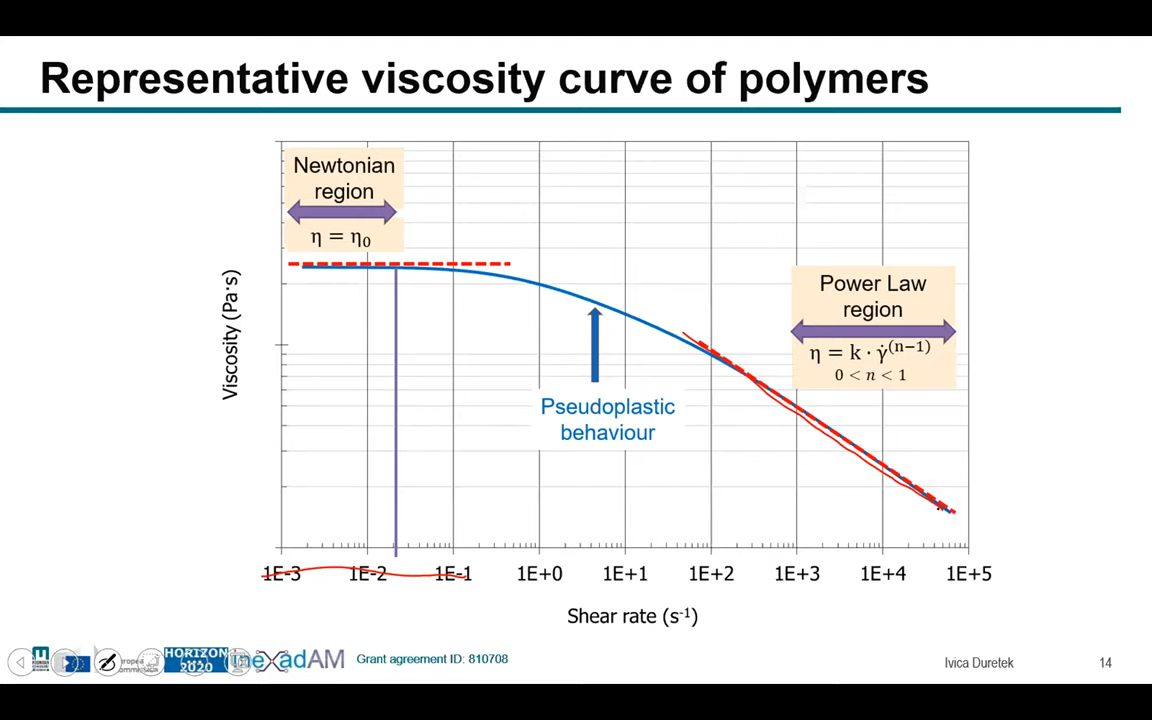 Representative viscosity curve of polymers
Newtonian
region
η = η₀
Power Law
region
η = k · γ̇⁽ⁿ⁻¹⁾
0 < n < 1
Viscosity (Pa·s)
Pseudoplastic
behaviour
1E-3 1E-2 1E-1 1E+0 1E+1 1E+2 1E+3 1E+4 1E+5
Shear rate (s⁻¹)
HORIZON
2020
exadAM
Grant agreement ID: 810708
Ivica Duretek
14